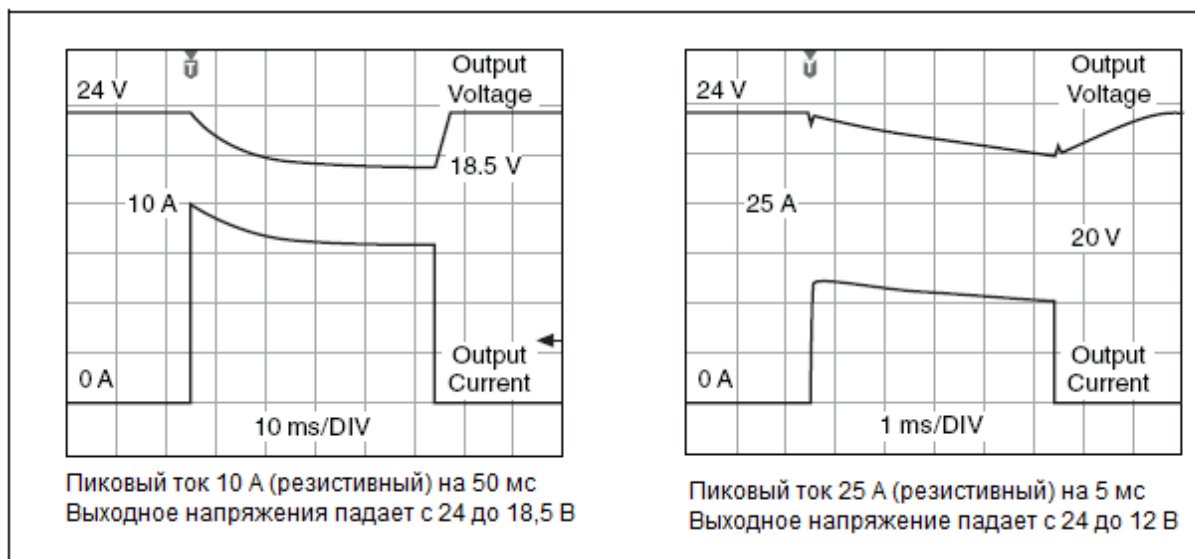 24 V
Output
Voltage
18.5 V
10 A
0 A
Output
Current
10 ms/DIV
Пиковый ток 10 А (резистивный) на 50 мс
Выходное напряжения падает с 24 до 18,5 В
24 V
Output
Voltage
25 A
20 V
0 A
Output
Current
1 ms/DIV
Пиковый ток 25 А (резистивный) на 5 мс
Выходное напряжение падает с 24 до 12 В